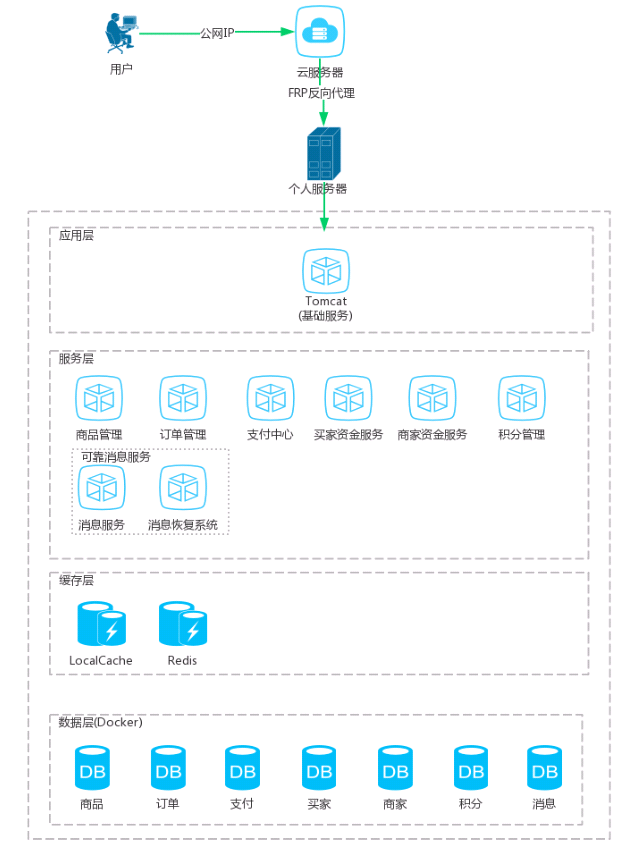 公网IP
用户
云服务器
FRP反向代理
个人服务器
应用层
Tomcat
(基础服务)
服务层
商品管理
订单管理
支付中心
买家资金服务
商家资金服务
积分管理
可靠消息服务
消息服务
消息恢复系统
缓存层
LocalCache
Redis
数据层(Docker)
DB
DB
DB
DB
DB
DB
DB
商品
订单
支付
买家
商家
积分
消息